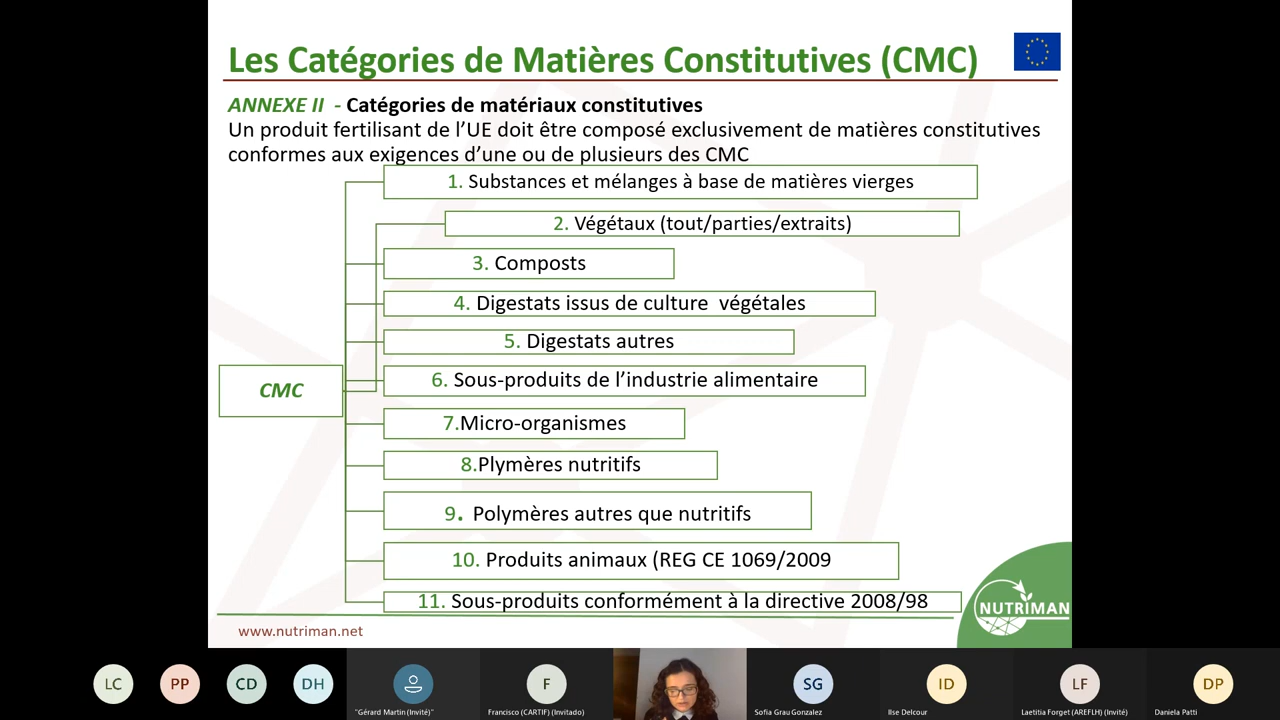 Les Catégories de Matières Constitutives (CMC)
ANNEXE II - Catégories de matériaux constitutives
Un produit fertilisant de l’UE doit être composé exclusivement de matières constitutives
conformes aux exigences d’une ou de plusieurs des CMC
1. Substances et mélanges à base de matières vierges
2. Végétaux (tout/parties/extraits)
3. Composts
4. Digestats issus de culture végétales
5. Digestats autres
CMC
6. Sous-produits de l’industrie alimentaire
7.Micro-organismes
8.Plymères nutritifs
9. Polymères autres que nutritifs
10. Produits animaux (REG CE 1069/2009
11. Sous-produits conformément à la directive 2008/98
NUTRIMAN
www.nutriman.net
LC
PP
CD
DH
F
SG
ID
LF
DP
"Gérard Martin (Invité)"
Francisco (CARTIF) (Invitado)
Sofia Grau Gonzalez
Ilse Delcour
Laetitia Forget (AREFLH) (Invité)
Daniela Patti